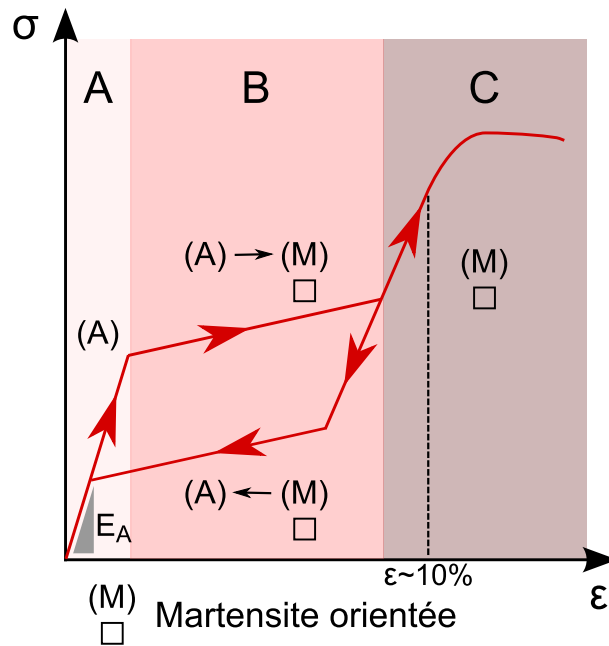 σ
A B C
(A) → (M)
□
(M)
□
(A)
(A) ← (M)
□
E_A
ε~10%
ε
(M)
□
Martensite orientée